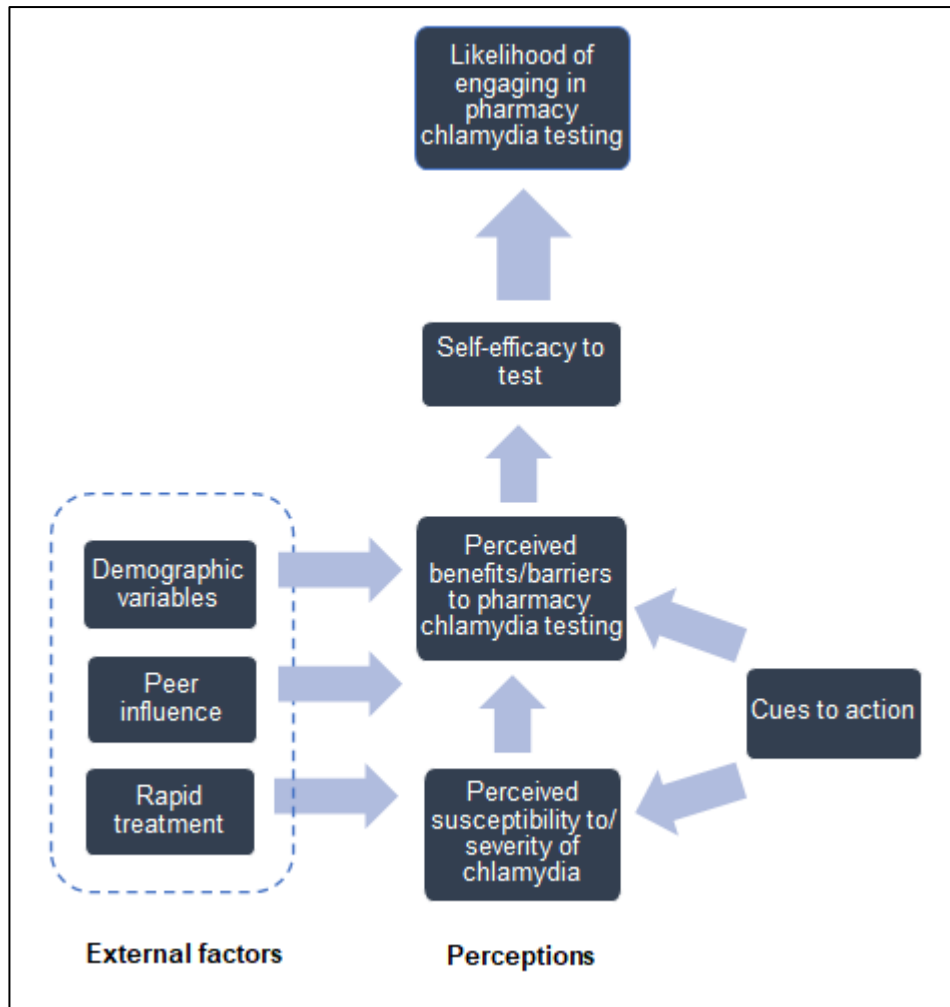 Likelihood of
engaging in
pharmacy
chlamydia testing
Self-efficacy to
test
Demographic
variables
Perceived
benefits/barriers
to pharmacy
chlamydia testing
Peer
influence
Cues to action
Rapid
treatment
Perceived
susceptibility to/
severity of
chlamydia
External factors
Perceptions